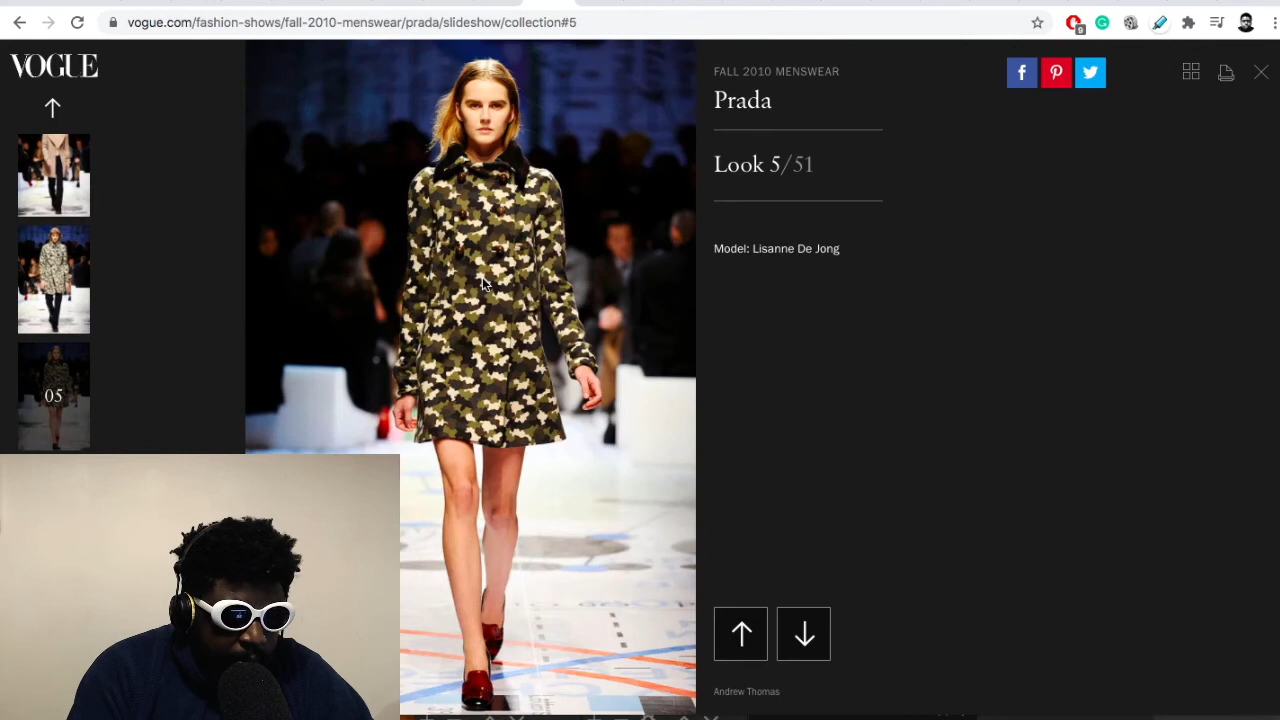 vogue.com/fashion-shows/fall-2010-menswear/prada/slideshow/collection#5
9
VOGUE
FALL 2010 MENSWEAR
Prada
Look 5/51
Model: Lisanne De Jong
05
Andrew Thomas